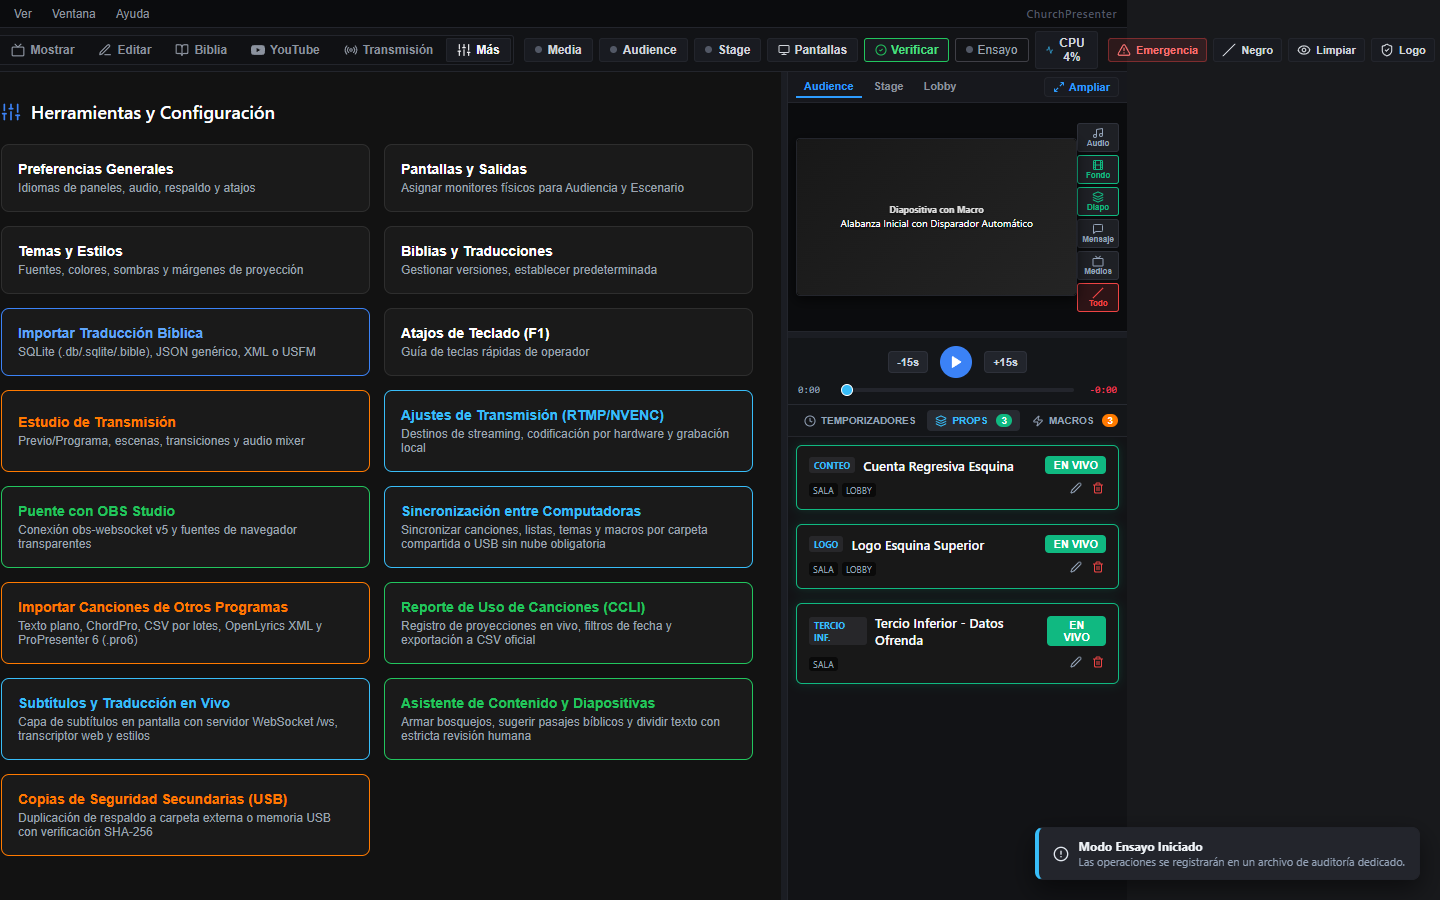 Ver Ventana Ayuda ChurchPresenter
Mostrar Editar Biblia YouTube Transmisión Más Media Audience Stage Pantallas Verificar Ensayo CPU 4% Emergencia Negro Limpiar Logo
Herramientas y Configuración
Preferencias Generales
Idiomas de paneles, audio, respaldo y atajos
Pantallas y Salidas
Asignar monitores físicos para Audiencia y Escenario
Temas y Estilos
Fuentes, colores, sombras y márgenes de proyección
Biblias y Traducciones
Gestionar versiones, establecer predeterminada
Importar Traducción Bíblica
SQLite (.db/.sqlite/.bible), JSON genérico, XML o USFM
Atajos de Teclado (F1)
Guía de teclas rápidas de operador
Estudio de Transmisión
Previo/Programa, escenas, transiciones y audio mixer
Ajustes de Transmisión (RTMP/NVENC)
Destinos de streaming, codificación por hardware y grabación
local
Puente con OBS Studio
Conexión obs-websocket v5 y fuentes de navegador
transparentes
Sincronización entre Computadoras
Sincronizar canciones, listas, temas y macros por carpeta
compartida o USB sin nube obligatoria
Importar Canciones de Otros Programas
Texto plano, ChordPro, CSV por lotes, OpenLyrics XML y
ProPresenter 6 (.pro6)
Reporte de Uso de Canciones (CCLI)
Registro de proyecciones en vivo, filtros de fecha y
exportación a CSV oficial
Subtítulos y Traducción en Vivo
Capa de subtítulos en pantalla con servidor WebSocket /ws,
transcriptor web y estilos
Asistente de Contenido y Diapositivas
Armar bosquejos, sugerir pasajes bíblicos y dividir texto con
estricta revisión humana
Copias de Seguridad Secundarias (USB)
Duplicación de respaldo a carpeta externa o memoria USB
con verificación SHA-256
Audience Stage Lobby Ampliar
Diapositiva con Macro
Alabanza Inicial con Disparador Automático
Audio
Fondo
Diapo
Mensaje
Medios
Todo
-15s +15s
0:00 -0:00
TEMPORIZADORES PROPS 3 MACROS 3
CONTEO Cuenta Regresiva Esquina EN VIVO
SALA LOBBY
LOGO Logo Esquina Superior EN VIVO
SALA LOBBY
TERCIO INF. Tercio Inferior - Datos Ofrenda EN VIVO
SALA
Modo Ensayo Iniciado
Las operaciones se registrarán en un archivo de auditoría dedicado.